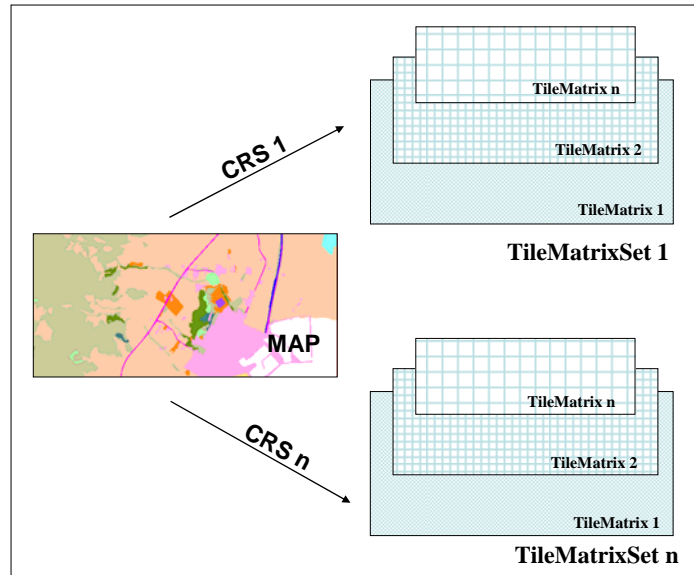 TileMatrix n
TileMatrix 2
TileMatrix 1
TileMatrixSet 1
CRS 1
MAP
CRS n
TileMatrix n
TileMatrix 2
TileMatrix 1
TileMatrixSet n